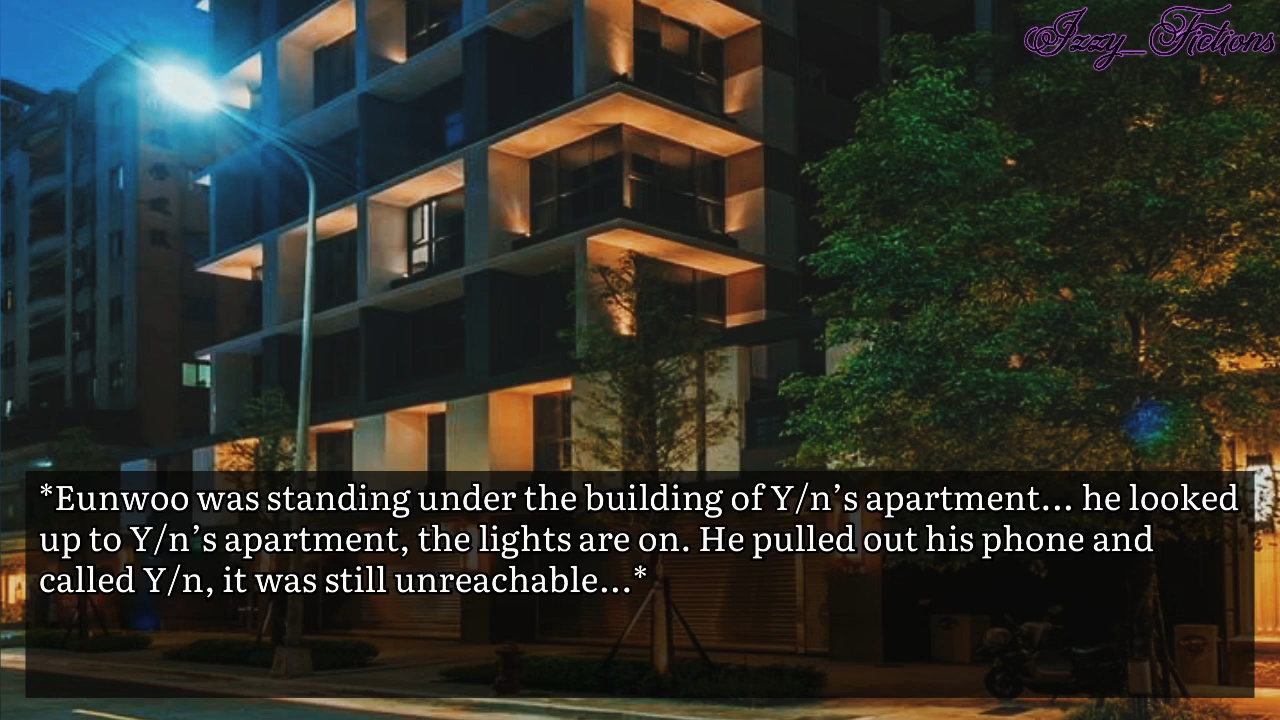 Izzy_Fictions
*Eunwoo was standing under the building of Y/n’s apartment... he looked
up to Y/n’s apartment, the lights are on. He pulled out his phone and
called Y/n, it was still unreachable...*